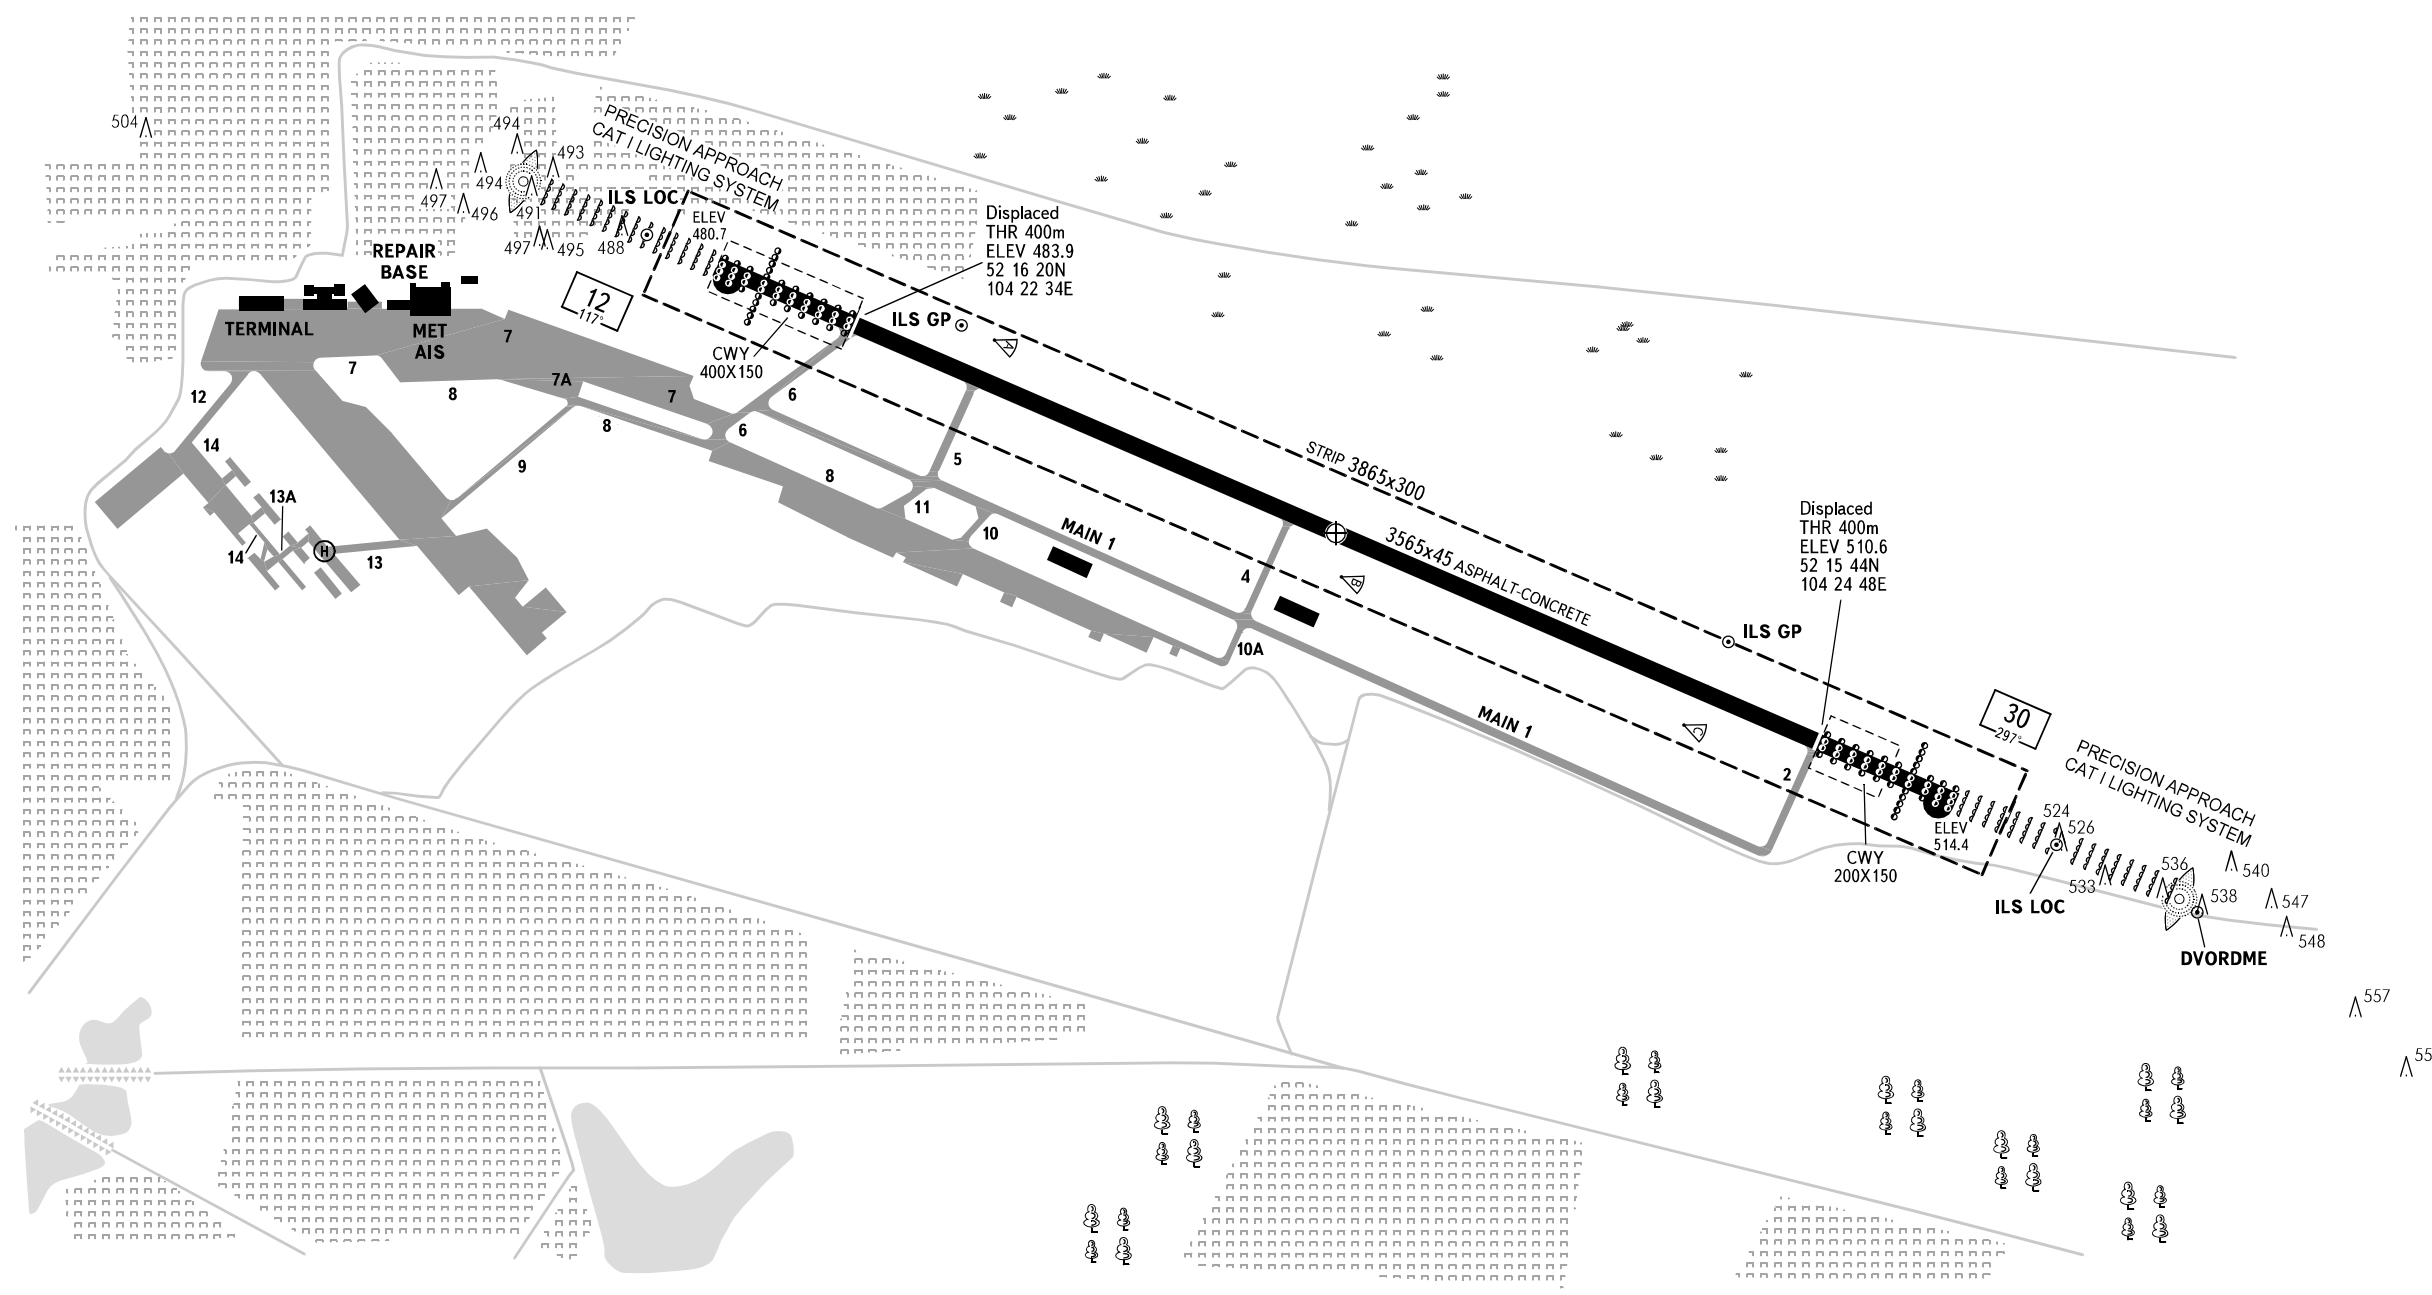 504
494
493
494
497
496
491
497
495
488
PRECISION APPROACH
CAT I LIGHTING SYSTEM
ILS LOC
ELEV
480.7
Displaced
THR 400m
ELEV 483.9
52 16 20N
104 22 34E
REPAIR
BASE
12
117°
ILS GP
A
TERMINAL
MET
AIS
7
CWY
400X150
7
7A
8
7
6
12
8
6
14
9
5
8
STRIP 3865x300
13A
11
MAIN 1
10
14
H
13
3565x45 ASPHALT-CONCRETE
Displaced
THR 400m
ELEV 510.6
52 15 44N
104 24 48E
4
B
10A
ILS GP
MAIN 1
C
30
297°
PRECISION APPROACH
CAT I LIGHTING SYSTEM
2
ELEV
514.4
CWY
200X150
524
526
533
536
540
538
547
548
ILS LOC
DVORDME
557
55